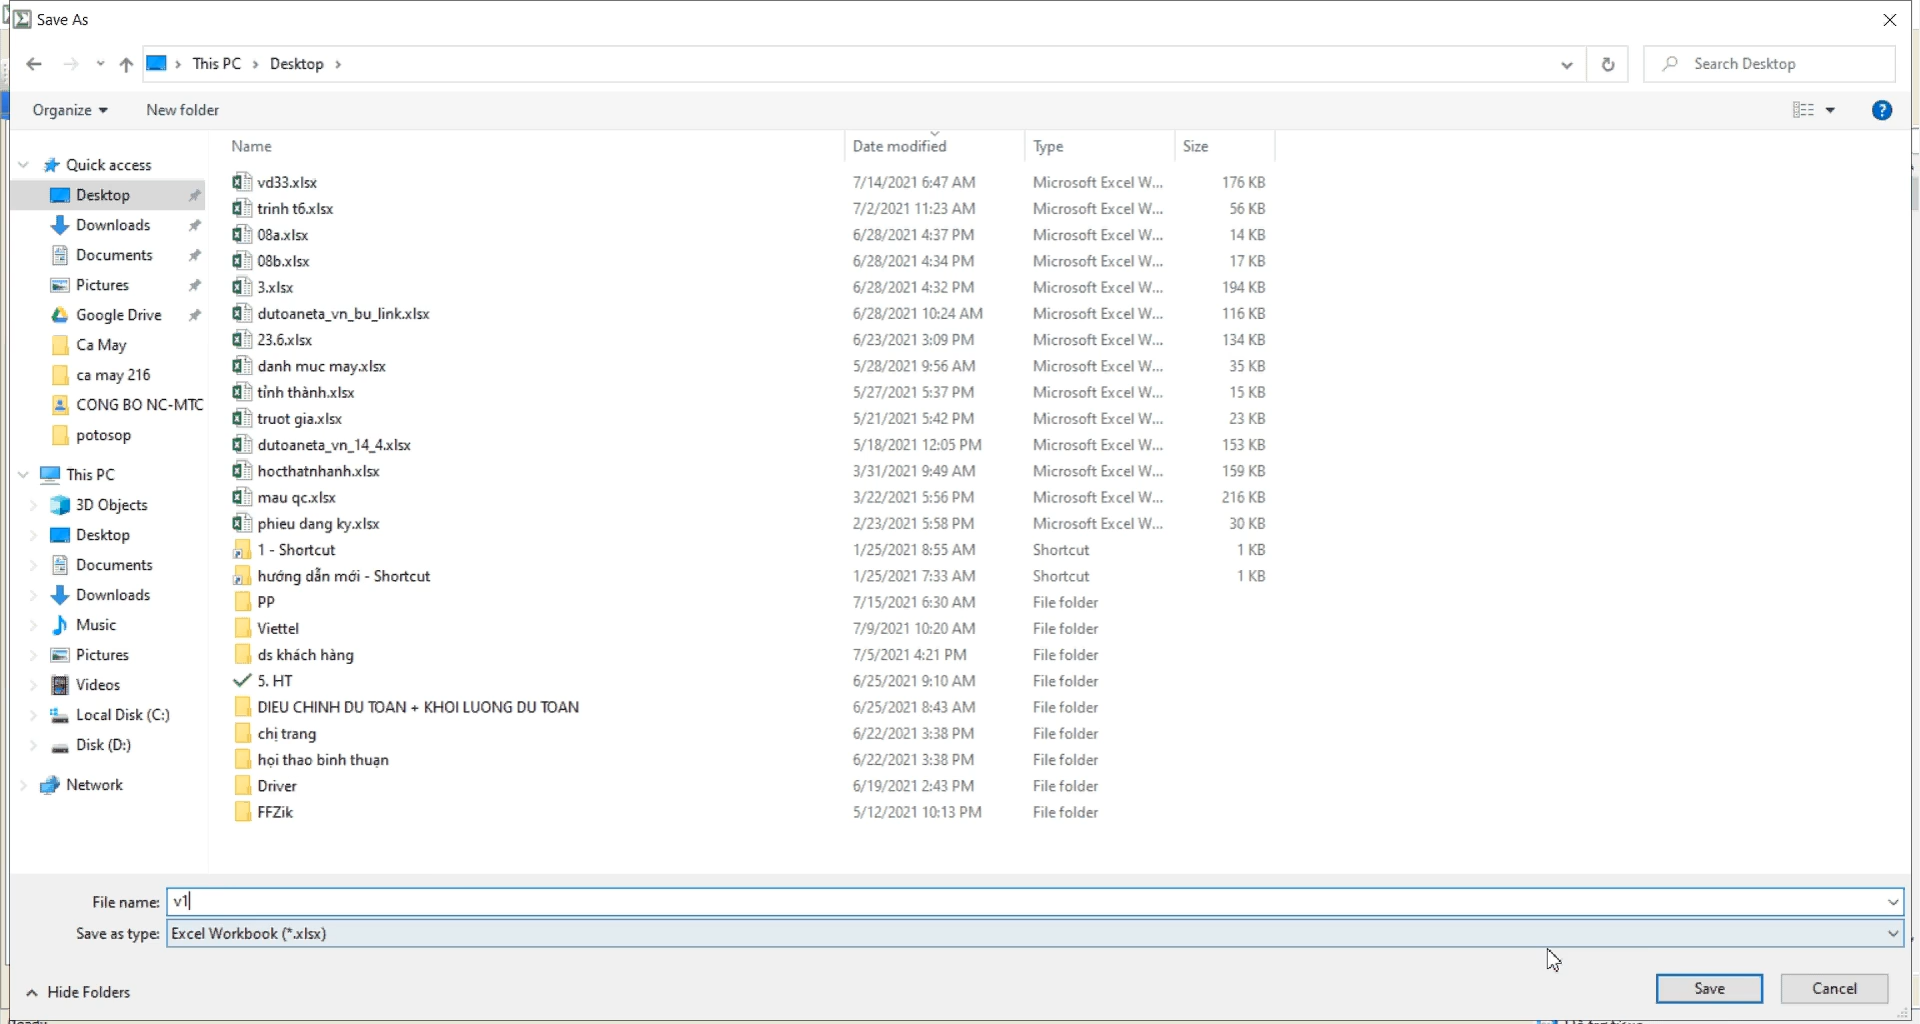 Save As
This PC > Desktop >
Search Desktop
Organize
New folder
?
Name
Date modified
Type
Size
Quick access
Desktop
Downloads
Documents
Pictures
Google Drive
Ca May
ca may 216
CONG BO NC-MTC
potosop
This PC
3D Objects
Desktop
Documents
Downloads
Music
Pictures
Videos
Local Disk (C:)
Disk (D:)
Network
vd33.xlsx 7/14/2021 6:47 AM Microsoft Excel W... 176 KB
trinh t6.xlsx 7/2/2021 11:23 AM Microsoft Excel W... 56 KB
08a.xlsx 6/28/2021 4:37 PM Microsoft Excel W... 14 KB
08b.xlsx 6/28/2021 4:34 PM Microsoft Excel W... 17 KB
3.xlsx 6/28/2021 4:32 PM Microsoft Excel W... 194 KB
dutoaneta_vn_bu_link.xlsx 6/28/2021 10:24 AM Microsoft Excel W... 116 KB
23.6.xlsx 6/23/2021 3:09 PM Microsoft Excel W... 134 KB
danh muc may.xlsx 5/28/2021 9:56 AM Microsoft Excel W... 35 KB
tỉnh thành.xlsx 5/27/2021 5:37 PM Microsoft Excel W... 15 KB
truot gia.xlsx 5/21/2021 5:42 PM Microsoft Excel W... 23 KB
dutoaneta_vn_14_4.xlsx 5/18/2021 12:05 PM Microsoft Excel W... 153 KB
hocthatnhanh.xlsx 3/31/2021 9:49 AM Microsoft Excel W... 159 KB
mau qc.xlsx 3/22/2021 5:56 PM Microsoft Excel W... 216 KB
phieu dang ky.xlsx 2/23/2021 5:58 PM Microsoft Excel W... 30 KB
1 - Shortcut 1/25/2021 8:55 AM Shortcut 1 KB
hướng dẫn mới - Shortcut 1/25/2021 7:33 AM Shortcut 1 KB
PP 7/15/2021 6:30 AM File folder
Viettel 7/9/2021 10:20 AM File folder
ds khách hàng 7/5/2021 4:21 PM File folder
5. HT 6/25/2021 9:10 AM File folder
DIEU CHINH DU TOAN + KHOI LUONG DU TOAN 6/25/2021 8:43 AM File folder
chị trang 6/22/2021 3:38 PM File folder
họi thao binh thuạn 6/22/2021 3:38 PM File folder
Driver 6/19/2021 2:43 PM File folder
FFZik 5/12/2021 10:13 PM File folder
File name: v1
Save as type: Excel Workbook (*.xlsx)
Hide Folders
Save
Cancel